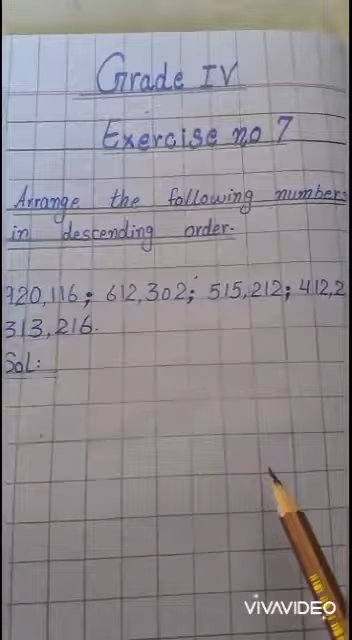 Grade IV
Exercise no 7
Arrange the following number
in descending order.
920,116; 612,302; 515,212; 412,2
313,216.
Sol:
VIVAVIDEO